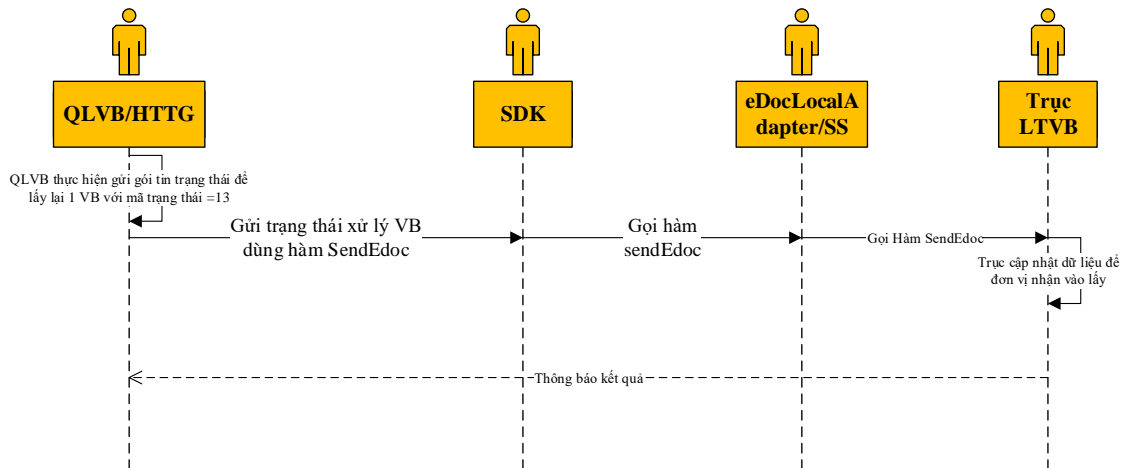 QLVB/HTTG
SDK
eDocLocalA
dapter/SS
Trục
LTVB
QLVB thực hiện gửi gói tin trạng thái để
lấy lại 1 VB với mã trạng thái =13
Gửi trạng thái xử lý VB
dùng hàm SendEdoc
Gọi hàm
sendEdoc
Gọi Hàm SendEdoc
Trục cập nhật dữ liệu để
đơn vị nhận vào lấy
Thông báo kết quả